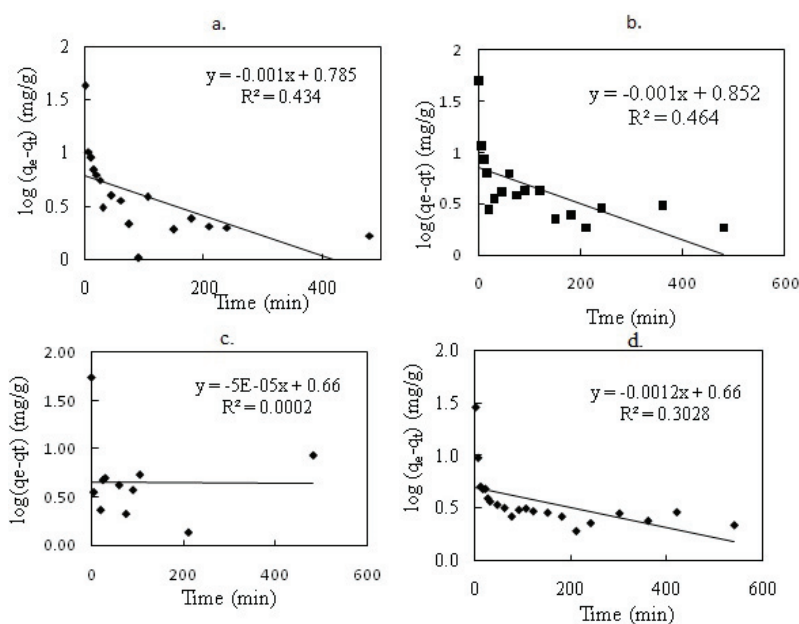 a.
2
1.5
1
0.5
0
log (qe-qt) (mg/g)
y = -0.001x + 0.785
R² = 0.434
0
200
400
Time (min)
b.
2
1.5
1
0.5
0
log(qe-qt) (mg/g)
y = -0.001x + 0.852
R² = 0.464
0
200
400
600
Tme (min)
c.
2.00
1.50
1.00
0.50
0.00
log(qe-qt) (mg/g)
y = -5E-05x + 0.66
R² = 0.0002
0
200
400
600
Time (min)
d.
2.0
1.5
1.0
0.5
0.0
log (qe-qt) (mg/g)
y = -0.0012x + 0.66
R² = 0.3028
0
200
400
600
Time (min)